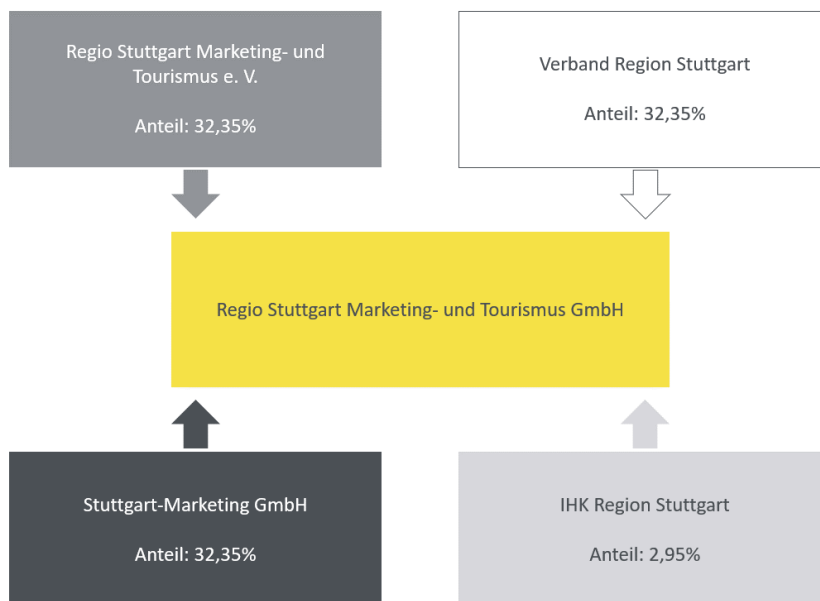 Regio Stuttgart Marketing- und
Tourismus e. V.
Anteil: 32,35%
Verband Region Stuttgart
Anteil: 32,35%
Regio Stuttgart Marketing- und Tourismus GmbH
Stuttgart-Marketing GmbH
Anteil: 32,35%
IHK Region Stuttgart
Anteil: 2,95%